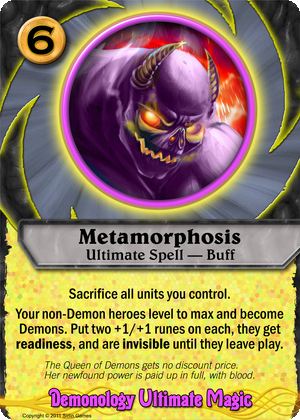 6
Metamorphosis
Ultimate Spell — Buff
Sacrifice all units you control.
Your non-Demon heroes level to max and become
Demons. Put two +1/+1 runes on each, they get
readiness, and are invisible until they leave play.
The Queen of Demons gets no discount price.
Her newfound power is paid up in full, with blood.
Demonology Ultimate Magic
Copyright © 2011 Sirlin Games